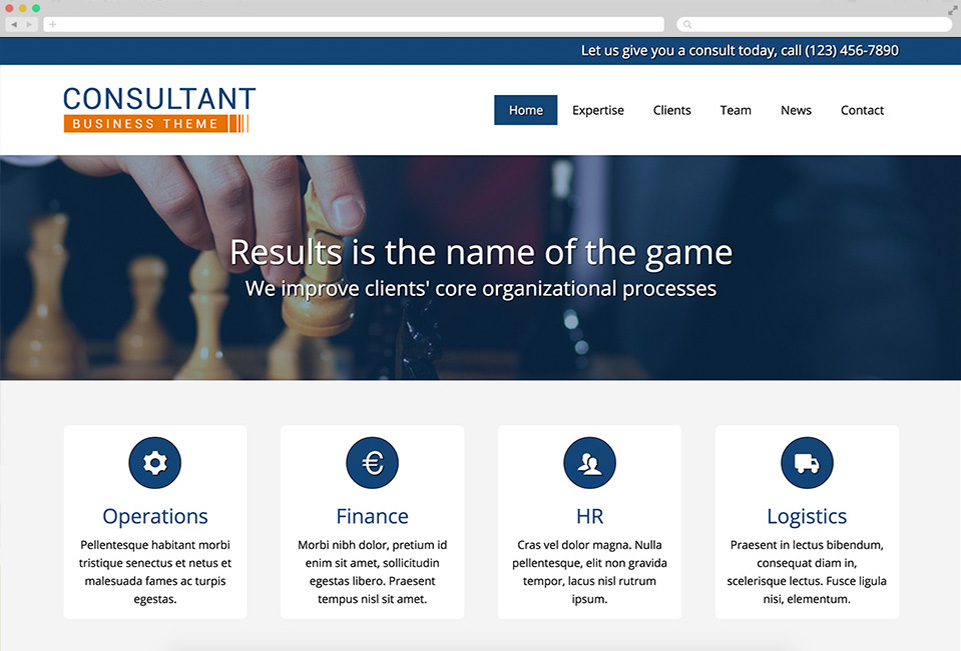 Let us give you a consult today, call (123) 456-7890
CONSULTANT
BUSINESS THEME
Home Expertise Clients Team News Contact
Results is the name of the game
We improve clients' core organizational processes
Operations
Pellentesque habitant morbi
tristique senectus et netus et
malesuada fames ac turpis
egestas.
Finance
Morbi nibh dolor, pretium id
enim sit amet, sollicitudin
egestas libero. Praesent
tempus nisl sit amet.
HR
Cras vel dolor magna. Nulla
pellentesque, elit non gravida
tempor, lacus nisl rutrum
ipsum.
Logistics
Praesent in lectus bibendum,
consequat diam in,
scelerisque lectus. Fusce ligula
nisi, elementum.